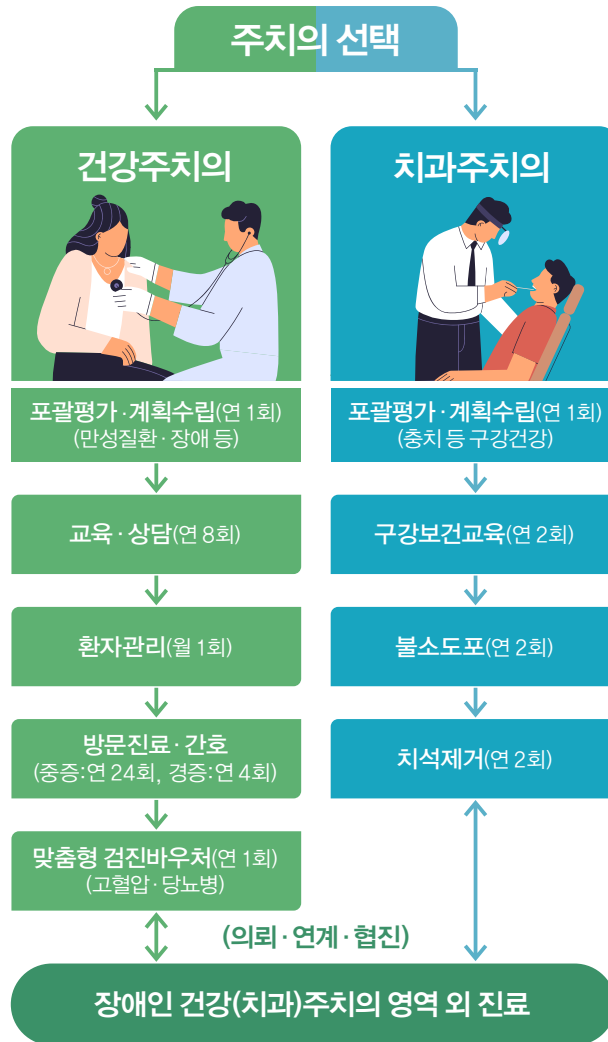 주치의 선택
건강주치의
포괄평가·계획수립(연 1회)
(만성질환·장애 등)
교육·상담(연 8회)
환자관리(월 1회)
방문진료·간호
(중증:연 24회, 경증:연 4회)
맞춤형 검진바우처(연 1회)
(고혈압·당뇨병)
치과주치의
포괄평가·계획수립(연 1회)
(충치 등 구강건강)
구강보건교육(연 2회)
불소도포(연 2회)
치석제거(연 2회)
(의뢰·연계·협진)
장애인 건강(치과)주치의 영역 외 진료